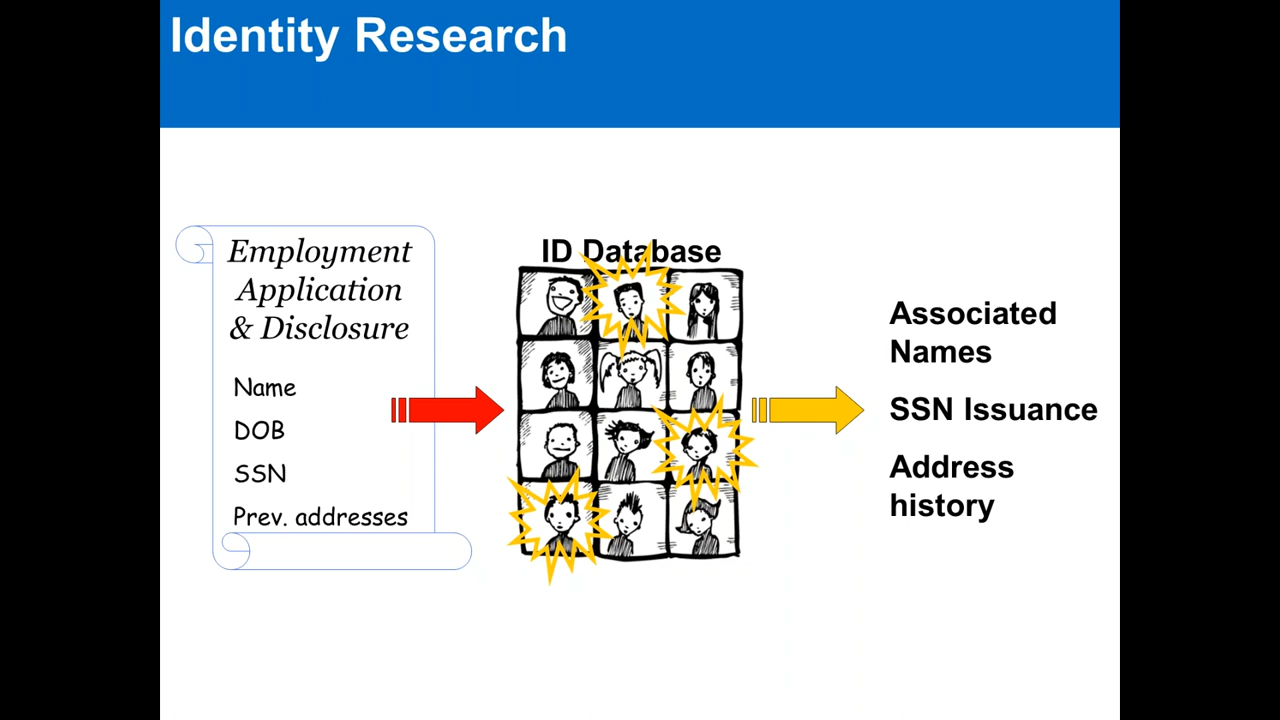 Identity Research
Employment
Application
& Disclosure
Name
DOB
SSN
Prev. addresses
ID Database
Associated
Names
SSN Issuance
Address
history